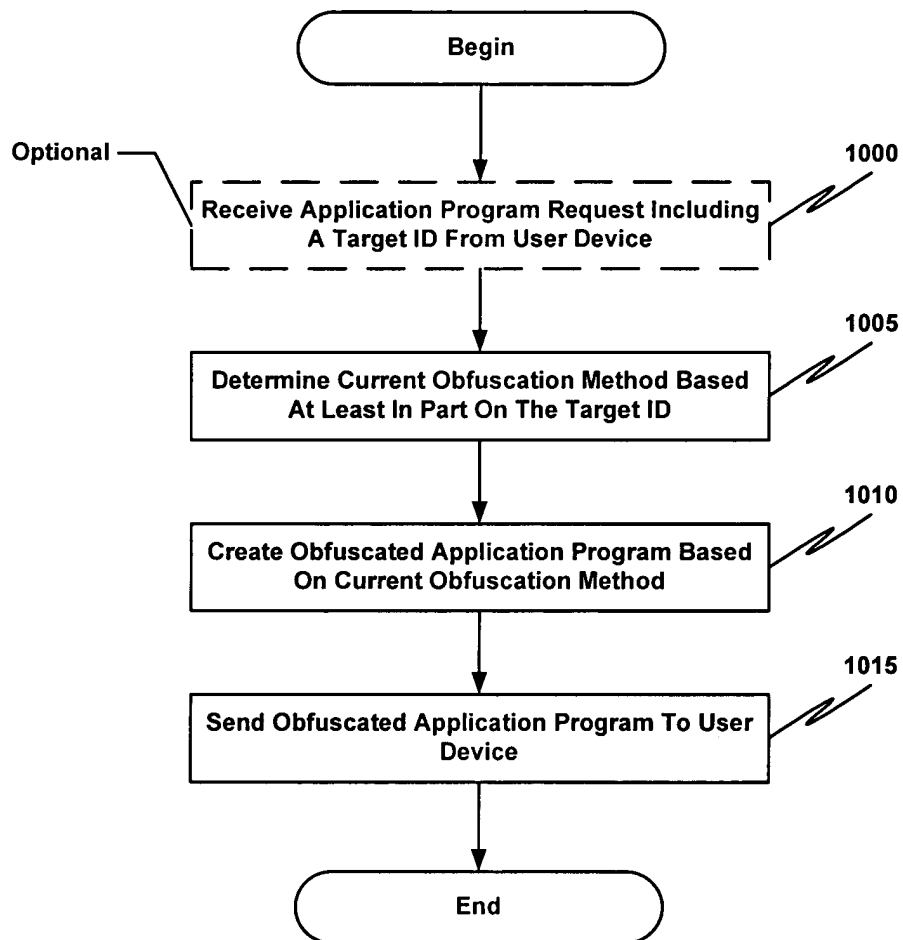 Begin
Optional
1000
Receive Application Program Request Including
A Target ID From User Device
1005
Determine Current Obfuscation Method Based
At Least In Part On The Target ID
1010
Create Obfuscated Application Program Based
On Current Obfuscation Method
1015
Send Obfuscated Application Program To User
Device
End